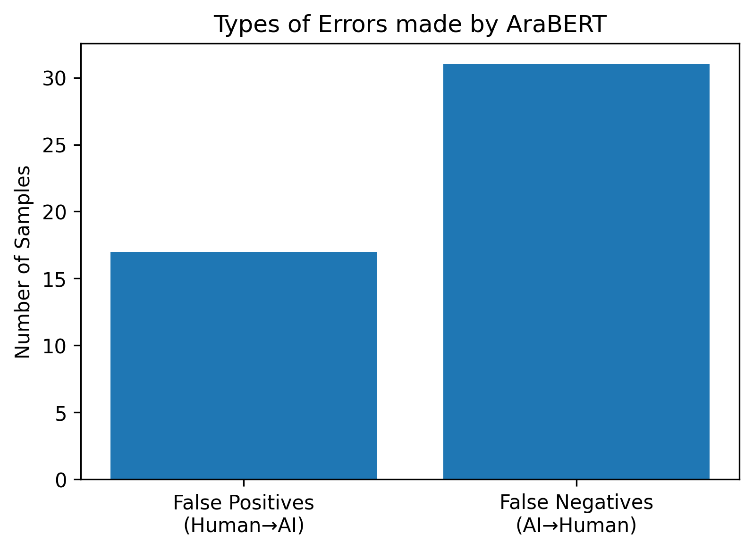 Types of Errors made by AraBERT
Number of Samples
30
25
20
15
10
5
0
False Positives
(Human→AI)
False Negatives
(AI→Human)